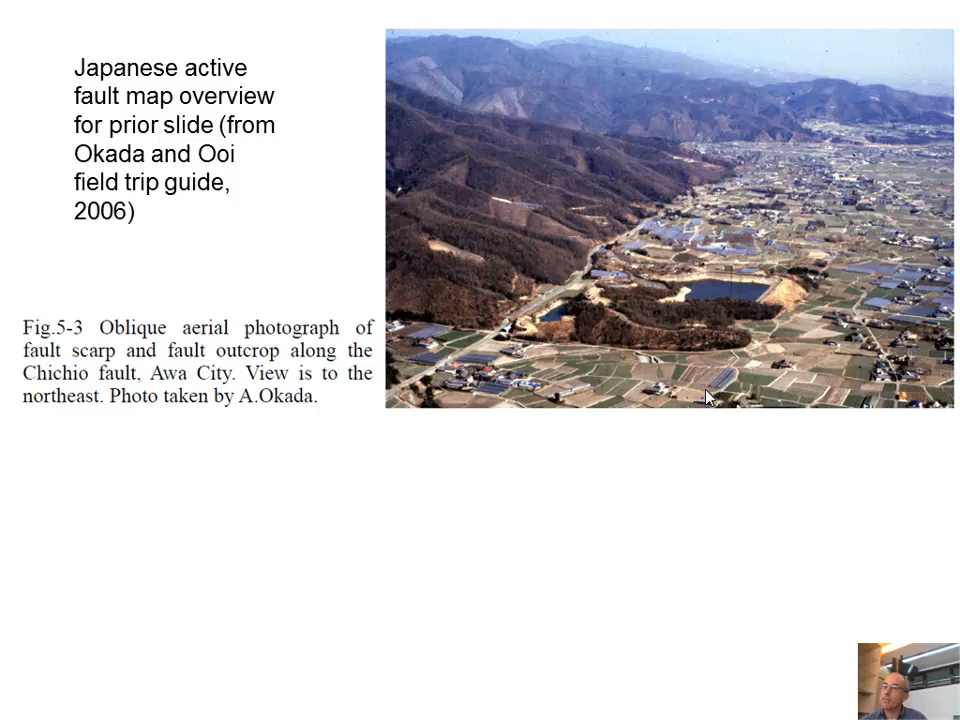 Japanese active
fault map overview
for prior slide (from
Okada and Ooi
field trip guide,
2006)
Fig.5-3 Oblique aerial photograph of
fault scarp and fault outcrop along the
Chichio fault, Awa City. View is to the
northeast. Photo taken by A.Okada.